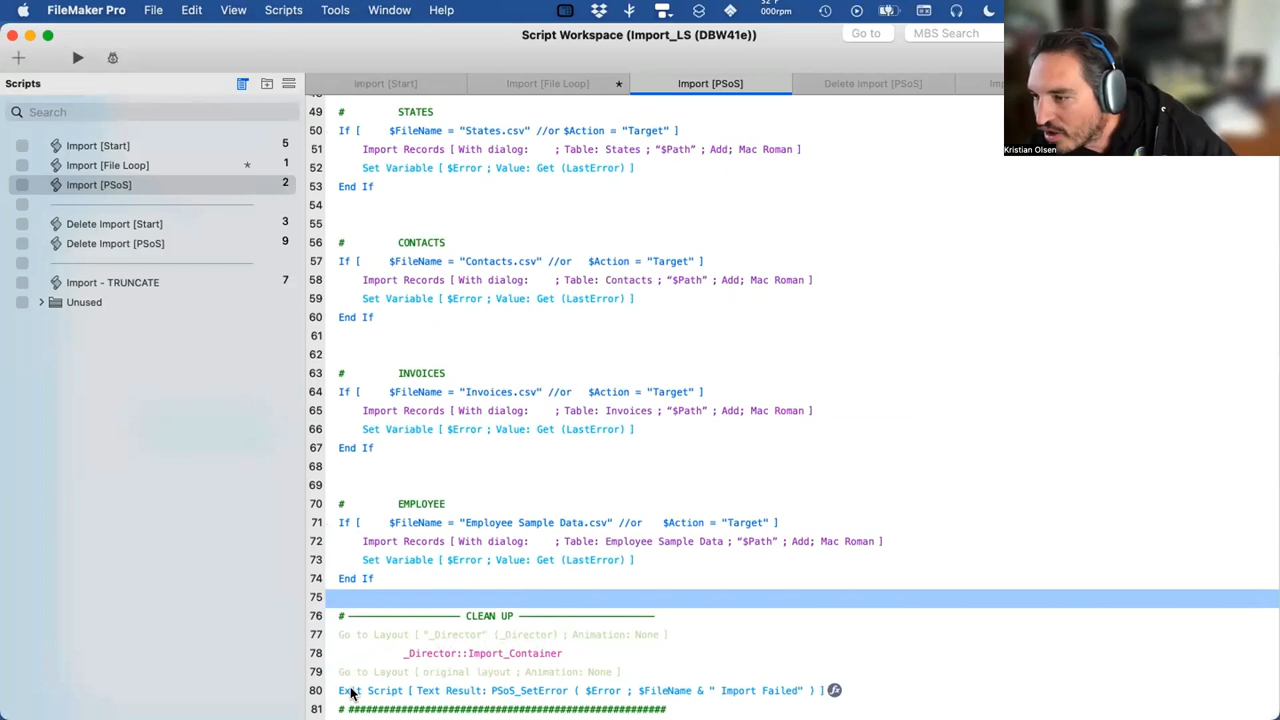 FileMaker Pro File Edit View Scripts Tools Window Help
000rpm
Script Workspace (Import_LS (DBW41e))
Go to MBS Search
Scripts
Import [Start] Import [File Loop] * Import [PSoS] Delete Import [PSoS]
Search
Import [Start] 5
Import [File Loop] * 1
Import [PSoS] 2
Delete Import [Start] 3
Delete Import [PSoS] 9
Import - TRUNCATE 7
Unused
Kristian Olsen
49 # STATES
50 If [ $FileName = "States.csv" //or $Action = "Target" ]
51 Import Records [ With dialog: ; Table: States ; “$Path” ; Add; Mac Roman ]
52 Set Variable [ $Error ; Value: Get (LastError) ]
53 End If
54
55
56 # CONTACTS
57 If [ $FileName = "Contacts.csv" //or $Action = "Target" ]
58 Import Records [ With dialog: ; Table: Contacts ; “$Path” ; Add; Mac Roman ]
59 Set Variable [ $Error ; Value: Get (LastError) ]
60 End If
61
62
63 # INVOICES
64 If [ $FileName = "Invoices.csv" //or $Action = "Target" ]
65 Import Records [ With dialog: ; Table: Invoices ; “$Path” ; Add; Mac Roman ]
66 Set Variable [ $Error ; Value: Get (LastError) ]
67 End If
68
69
70 # EMPLOYEE
71 If [ $FileName = "Employee Sample Data.csv" //or $Action = "Target" ]
72 Import Records [ With dialog: ; Table: Employee Sample Data ; “$Path” ; Add; Mac Roman ]
73 Set Variable [ $Error ; Value: Get (LastError) ]
74 End If
75
76 # ——————————— CLEAN UP ———————————
77 Go to Layout [ "_Director" (_Director) ; Animation: None ]
78 _Director::Import_Container
79 Go to Layout [ original layout ; Animation: None ]
80 Exit Script [ Text Result: PSoS_SetError ( $Error ; $FileName & " Import Failed" ) ]
81 # ######################################################